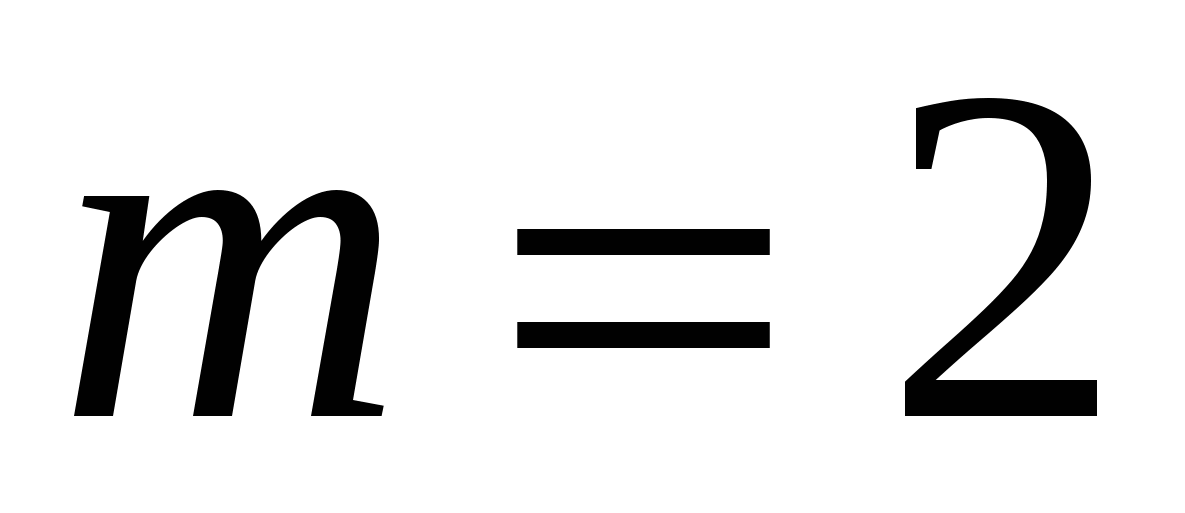 m = 2